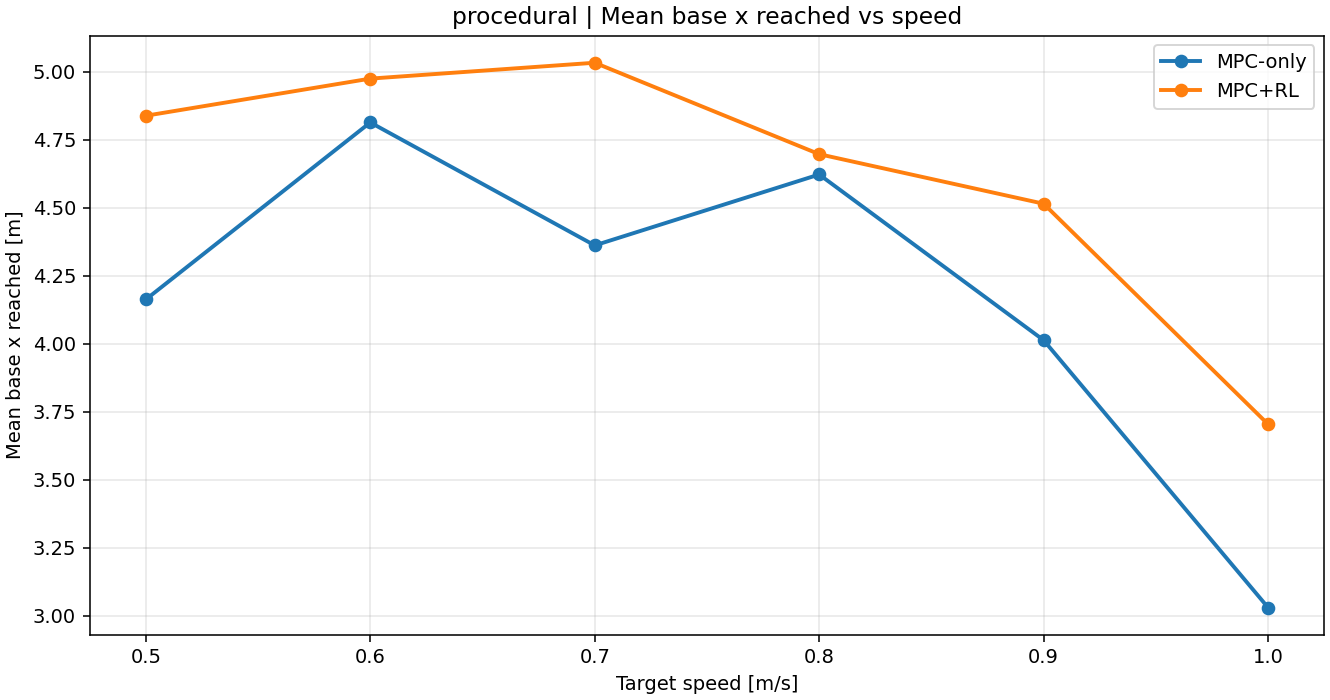 procedural | Mean base x reached vs speed
MPC-only
MPC+RL
Mean base x reached [m]
5.00
4.75
4.50
4.25
4.00
3.75
3.50
3.25
3.00
0.5 0.6 0.7 0.8 0.9 1.0
Target speed [m/s]